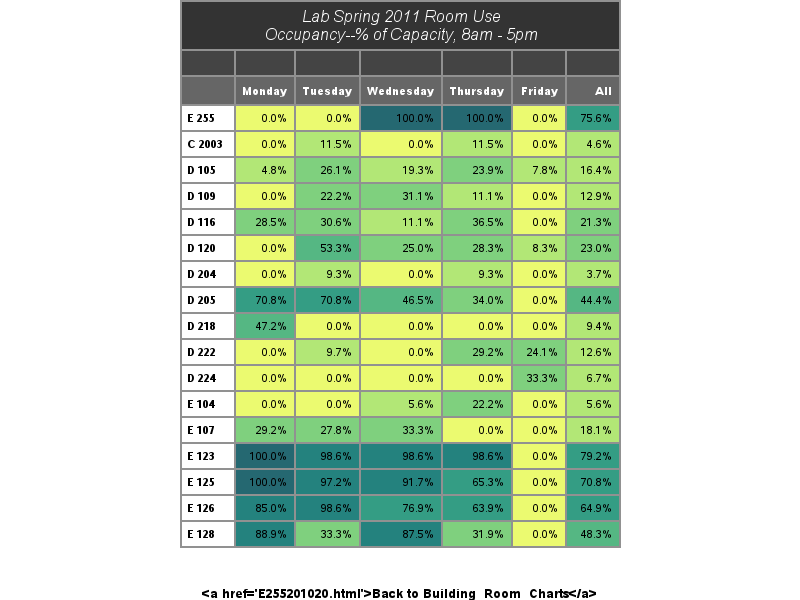 Lab Spring 2011 Room Use
Occupancy--% of Capacity, 8am - 5pm
Monday Tuesday Wednesday Thursday Friday All
E 255 0.0% 0.0% 100.0% 100.0% 0.0% 75.6%
C 2003 0.0% 11.5% 0.0% 11.5% 0.0% 4.6%
D 105 4.8% 26.1% 19.3% 23.9% 7.8% 16.4%
D 109 0.0% 22.2% 31.1% 11.1% 0.0% 12.9%
D 116 28.5% 30.6% 11.1% 36.5% 0.0% 21.3%
D 120 0.0% 53.3% 25.0% 28.3% 8.3% 23.0%
D 204 0.0% 9.3% 0.0% 9.3% 0.0% 3.7%
D 205 70.8% 70.8% 46.5% 34.0% 0.0% 44.4%
D 218 47.2% 0.0% 0.0% 0.0% 0.0% 9.4%
D 222 0.0% 9.7% 0.0% 29.2% 24.1% 12.6%
D 224 0.0% 0.0% 0.0% 0.0% 33.3% 6.7%
E 104 0.0% 0.0% 5.6% 22.2% 0.0% 5.6%
E 107 29.2% 27.8% 33.3% 0.0% 0.0% 18.1%
E 123 100.0% 98.6% 98.6% 98.6% 0.0% 79.2%
E 125 100.0% 97.2% 91.7% 65.3% 0.0% 70.8%
E 126 85.0% 98.6% 76.9% 63.9% 0.0% 64.9%
E 128 88.9% 33.3% 87.5% 31.9% 0.0% 48.3%
<a href='E255201020.html'>Back to Building_Room_Charts</a>